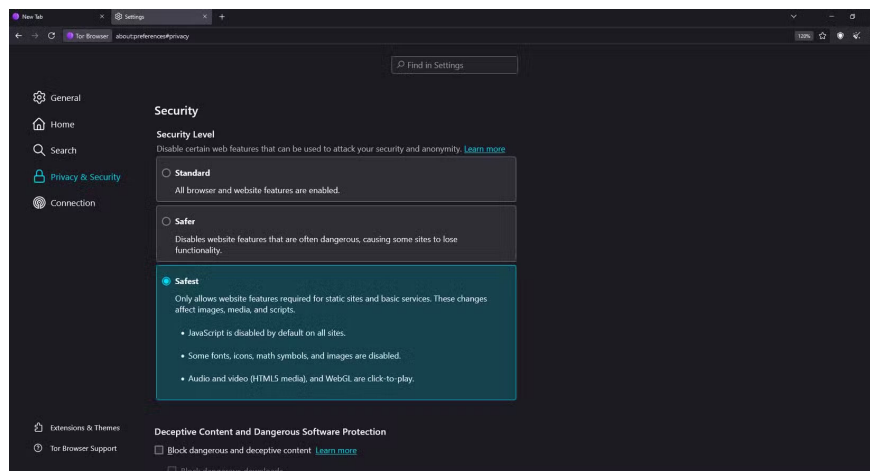 New Tab
Settings
Tor Browser about:preferences#privacy
120%
Find in Settings
General
Home
Search
Privacy & Security
Connection
Security
Security Level
Disable certain web features that can be used to attack your security and anonymity. Learn more
Standard
All browser and website features are enabled.
Safer
Disables website features that are often dangerous, causing some sites to lose
functionality.
Safest
Only allows website features required for static sites and basic services. These changes
affect images, media, and scripts.
• JavaScript is disabled by default on all sites.
• Some fonts, icons, math symbols, and images are disabled.
• Audio and video (HTML5 media), and WebGL are click-to-play.
Extensions & Themes
Tor Browser Support
Deceptive Content and Dangerous Software Protection
Block dangerous and deceptive content Learn more
Block dangerous downloads